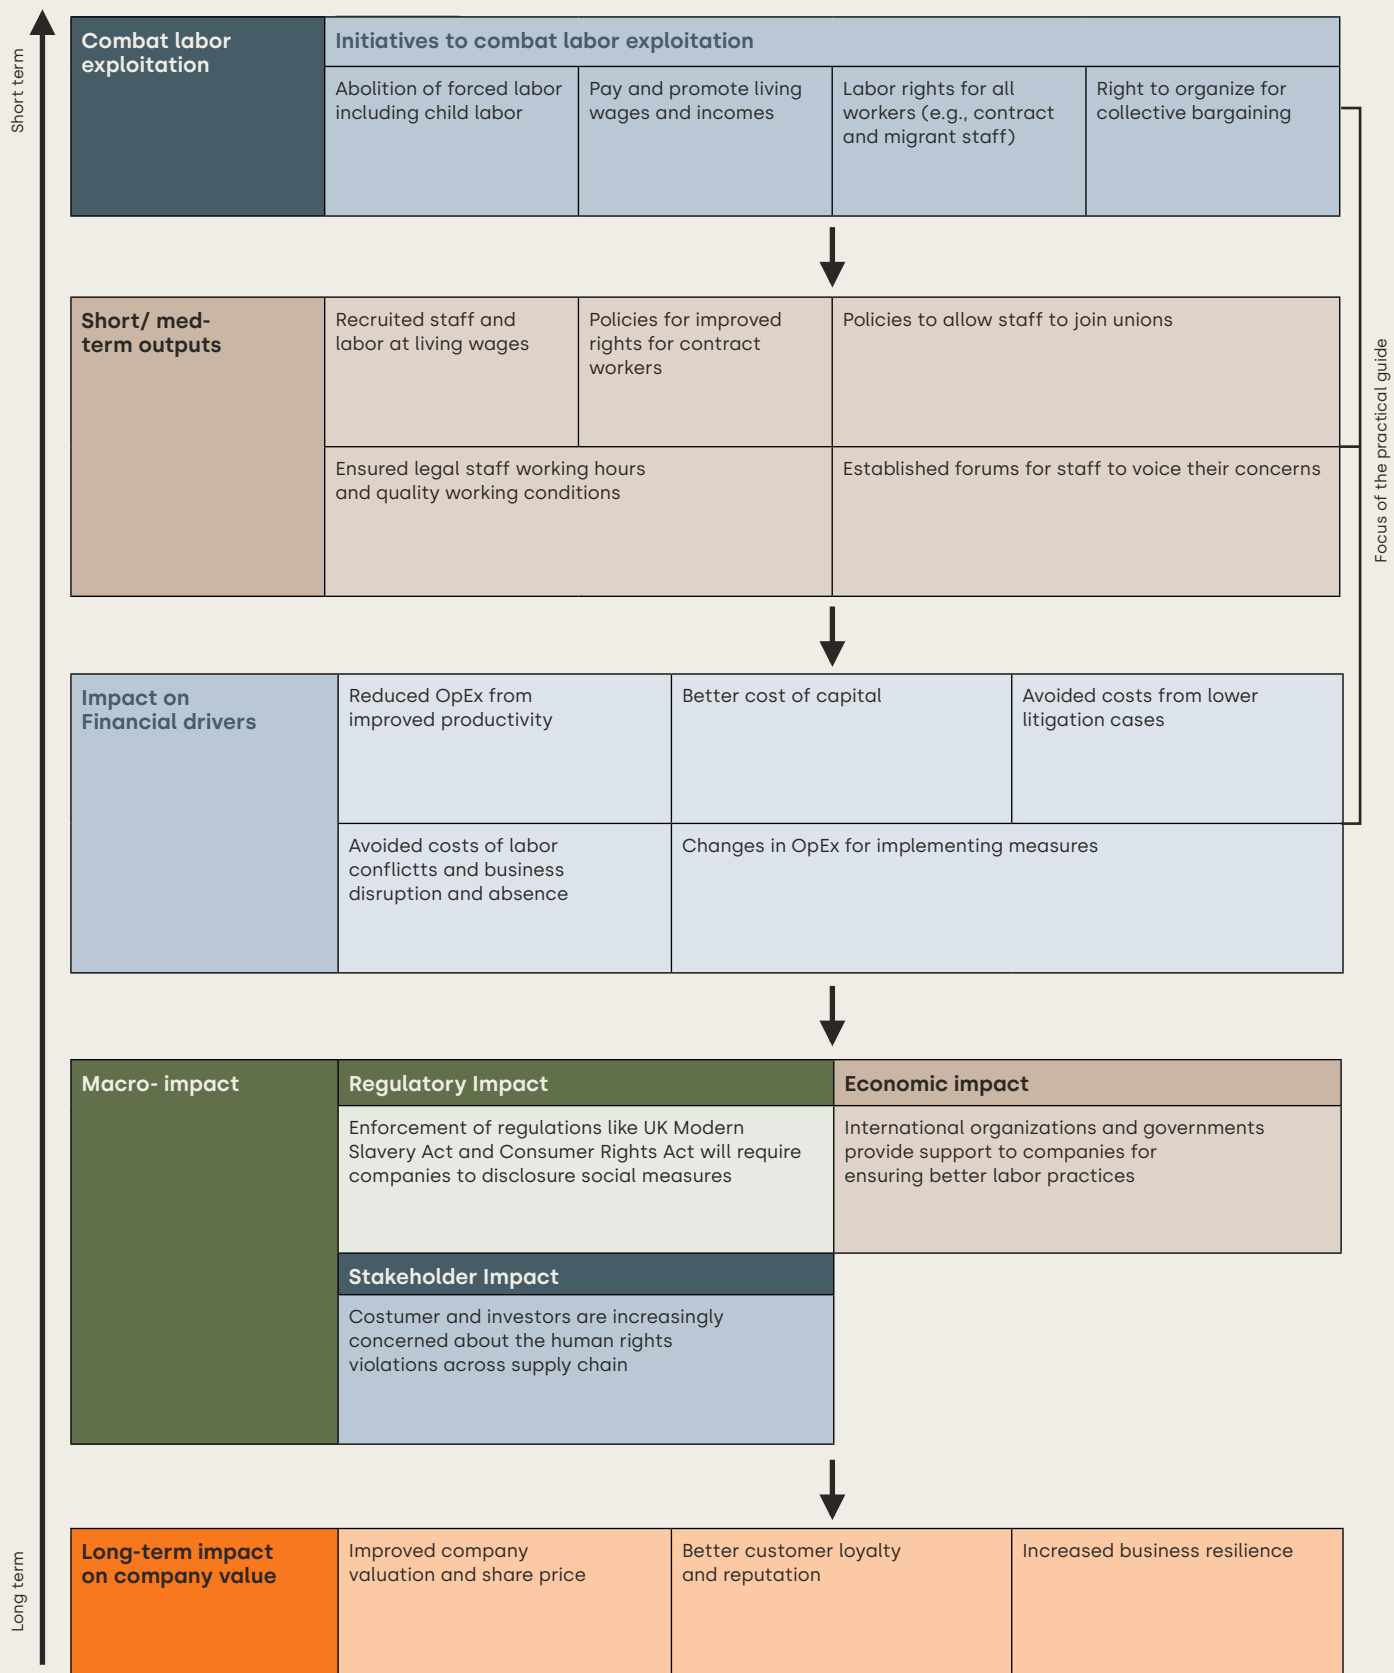 Short term
Combat labor
exploitation
Initiatives to combat labor exploitation
Abolition of forced labor
including child labor
Pay and promote living
wages and incomes
Labor rights for all
workers (e.g., contract
and migrant staff)
Right to organize for
collective bargaining
Short/ med-
term outputs
Recruited staff and
labor at living wages
Policies for improved
rights for contract
workers
Policies to allow staff to join unions
Ensured legal staff working hours
and quality working conditions
Established forums for staff to voice their concerns
Focus of the practical guide
Impact on
Financial drivers
Reduced OpEx from
improved productivity
Better cost of capital
Avoided costs from lower
litigation cases
Avoided costs of labor
conflictts and business
disruption and absence
Changes in OpEx for implementing measures
Macro- impact
Regulatory Impact
Enforcement of regulations like UK Modern
Slavery Act and Consumer Rights Act will require
companies to disclosure social measures
Economic impact
International organizations and governments
provide support to companies for
ensuring better labor practices
Stakeholder Impact
Costumer and investors are increasingly
concerned about the human rights
violations across supply chain
Long term
Long-term impact
on company value
Improved company
valuation and share price
Better customer loyalty
and reputation
Increased business resilience